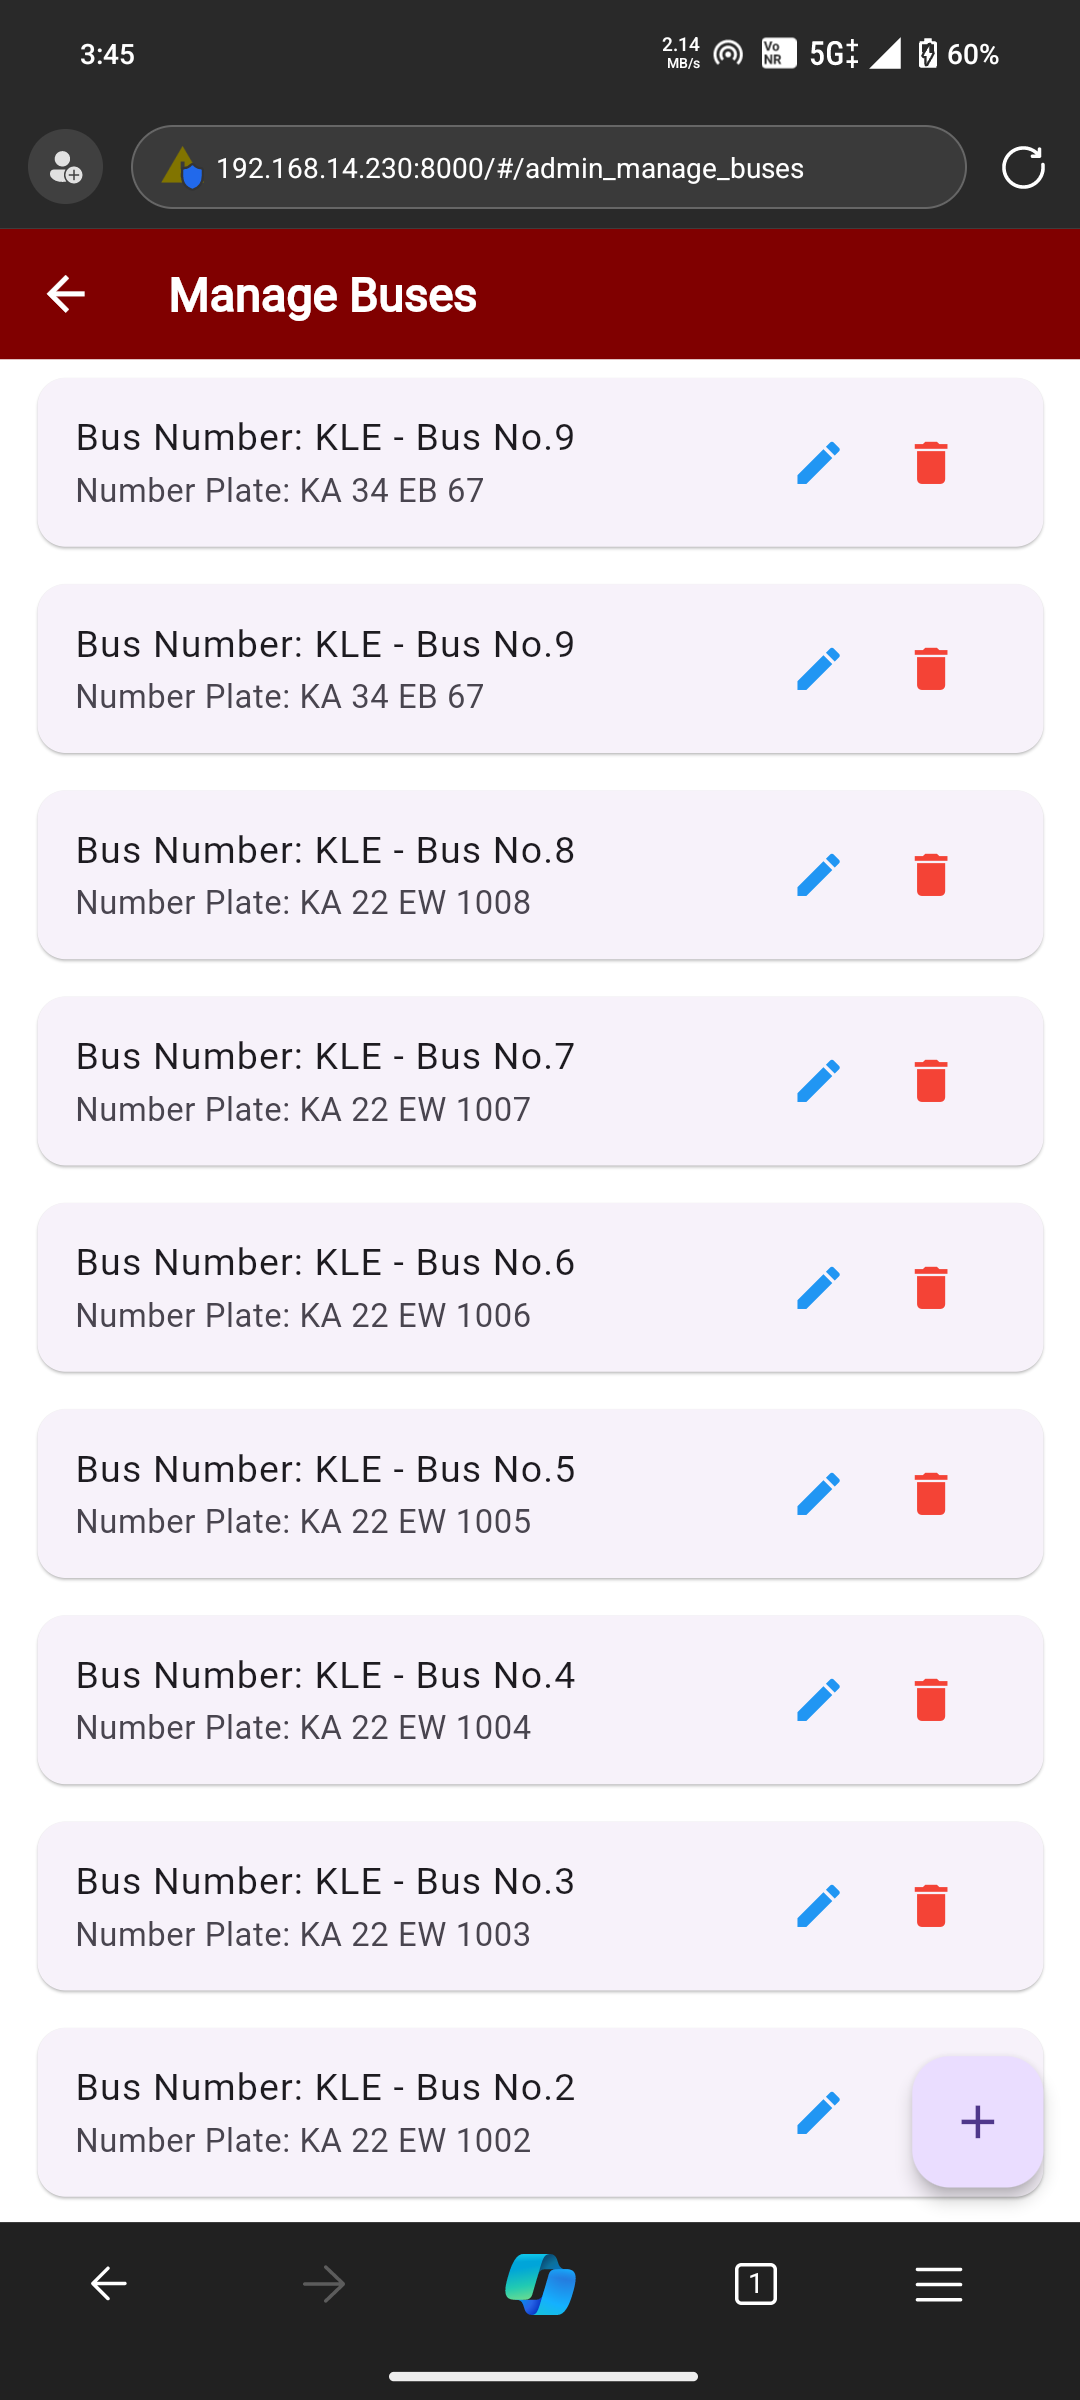 3:45
2.14
MB/s
Vo
NR
5G
60%
192.168.14.230:8000/#/admin_manage_buses
Manage Buses
Bus Number: KLE - Bus No.9
Number Plate: KA 34 EB 67
Bus Number: KLE - Bus No.9
Number Plate: KA 34 EB 67
Bus Number: KLE - Bus No.8
Number Plate: KA 22 EW 1008
Bus Number: KLE - Bus No.7
Number Plate: KA 22 EW 1007
Bus Number: KLE - Bus No.6
Number Plate: KA 22 EW 1006
Bus Number: KLE - Bus No.5
Number Plate: KA 22 EW 1005
Bus Number: KLE - Bus No.4
Number Plate: KA 22 EW 1004
Bus Number: KLE - Bus No.3
Number Plate: KA 22 EW 1003
Bus Number: KLE - Bus No.2
Number Plate: KA 22 EW 1002
1